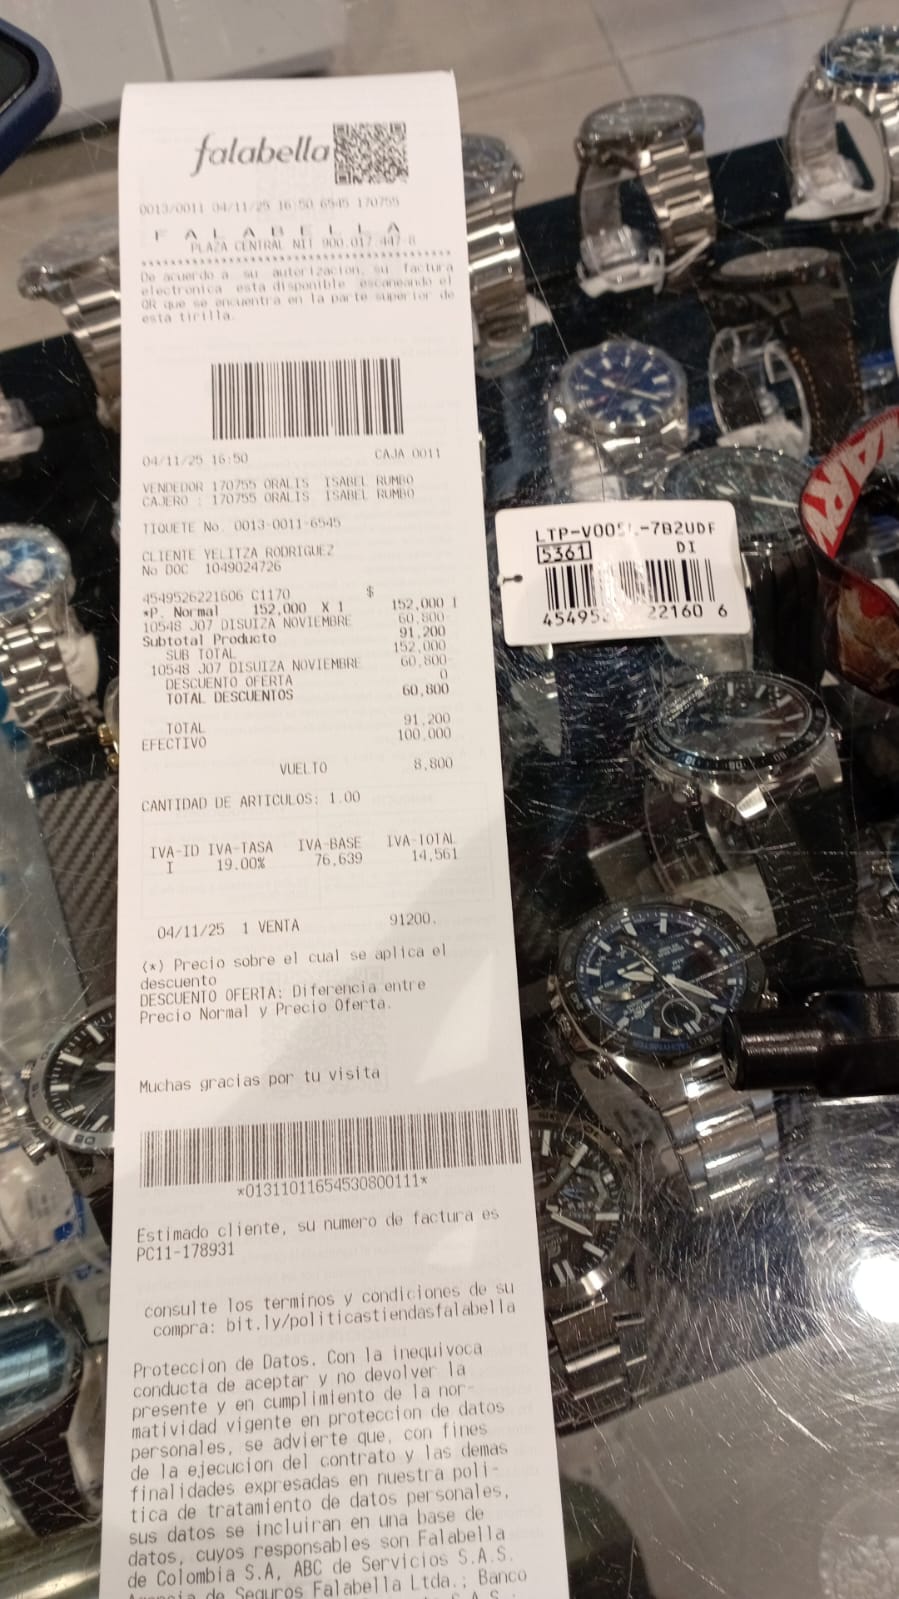 falabella
0013/0011 04/11/25 16:50 6545 170755
F A L A B E L L A
PLAZA CENTRAL NIT 900.017.447-8
De acuerdo a su autorizacion, su factura
electronica esta disponible escaneando el
QR que se encuentra en la parte superior de
esta tirilla.
04/11/25 16:50 CAJA 0011
VENDEDOR 170755 ORALIS ISABEL RUMBO
CAJERO : 170755 ORALIS ISABEL RUMBO
TIQUETE No. 0013-0011-6545
CLIENTE YELITZA RODRIGUEZ
No DOC 1049024726
4549526221606 C1170 $
*P. Normal 152,000 X 1 152,000 I
10548 J07 DISUIZA NOVIEMBRE 60,800-
Subtotal Producto 91,200
SUB TOTAL 152,000
10548 J07 DISUIZA NOVIEMBRE 60,800-
DESCUENTO OFERTA 0
TOTAL DESCUENTOS 60,800
TOTAL 91,200
EFECTIVO 100,000
VUELTO 8,800
CANTIDAD DE ARTICULOS: 1.00
IVA-ID IVA-TASA IVA-BASE IVA-TOTAL
I 19.00% 76,639 14,561
04/11/25 1 VENTA 91200.
(*) Precio sobre el cual se aplica el
descuento
DESCUENTO OFERTA: Diferencia entre
Precio Normal y Precio Oferta.
Muchas gracias por tu visita
*01311011654530800111*
Estimado cliente, su numero de factura es
PC11-178931
consulte los terminos y condiciones de su
compra: bit.ly/politicastiendasfalabella
Proteccion de Datos. Con la inequivoca
conducta de aceptar y no devolver la
presente y en cumplimiento de la nor-
matividad vigente en proteccion de datos
personales, se advierte que, con fines
de la ejecucion del contrato y las demas
finalidades expresadas en nuestra poli-
tica de tratamiento de datos personales,
sus datos se incluiran en una base de
datos, cuyos responsables son Falabella
de Colombia S.A, ABC de Servicios S.A.S.
Agencia de Seguros Falabella Ltda.; Banco
LTP-V005 -7B2UDF
5361 DI
45495 22160 6
TACHYMETER